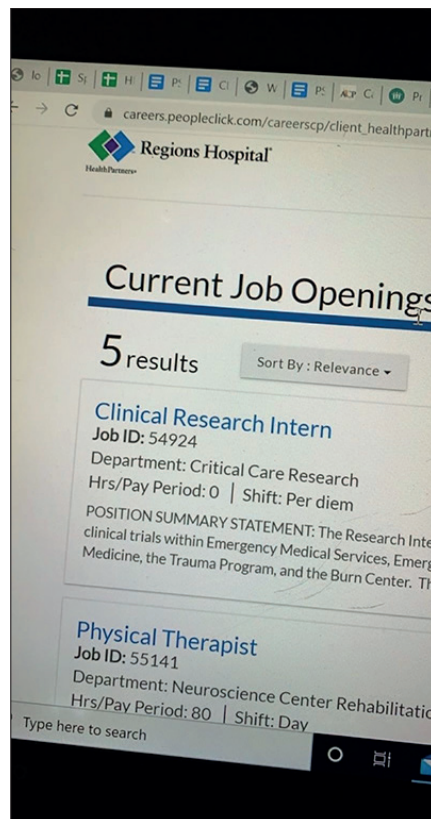 careers.peopleclick.com/careerscp/client_healthpart
Regions Hospital
HealthPartners
Current Job Openings
5 results
Sort By : Relevance
Clinical Research Intern
Job ID: 54924
Department: Critical Care Research
Hrs/Pay Period: 0 | Shift: Per diem
POSITION SUMMARY STATEMENT: The Research Inte
clinical trials within Emergency Medical Services, Emerg
Medicine, the Trauma Program, and the Burn Center. Th
Physical Therapist
Job ID: 55141
Department: Neuroscience Center Rehabilitatio
Hrs/Pay Period: 80 | Shift: Day
Type here to search